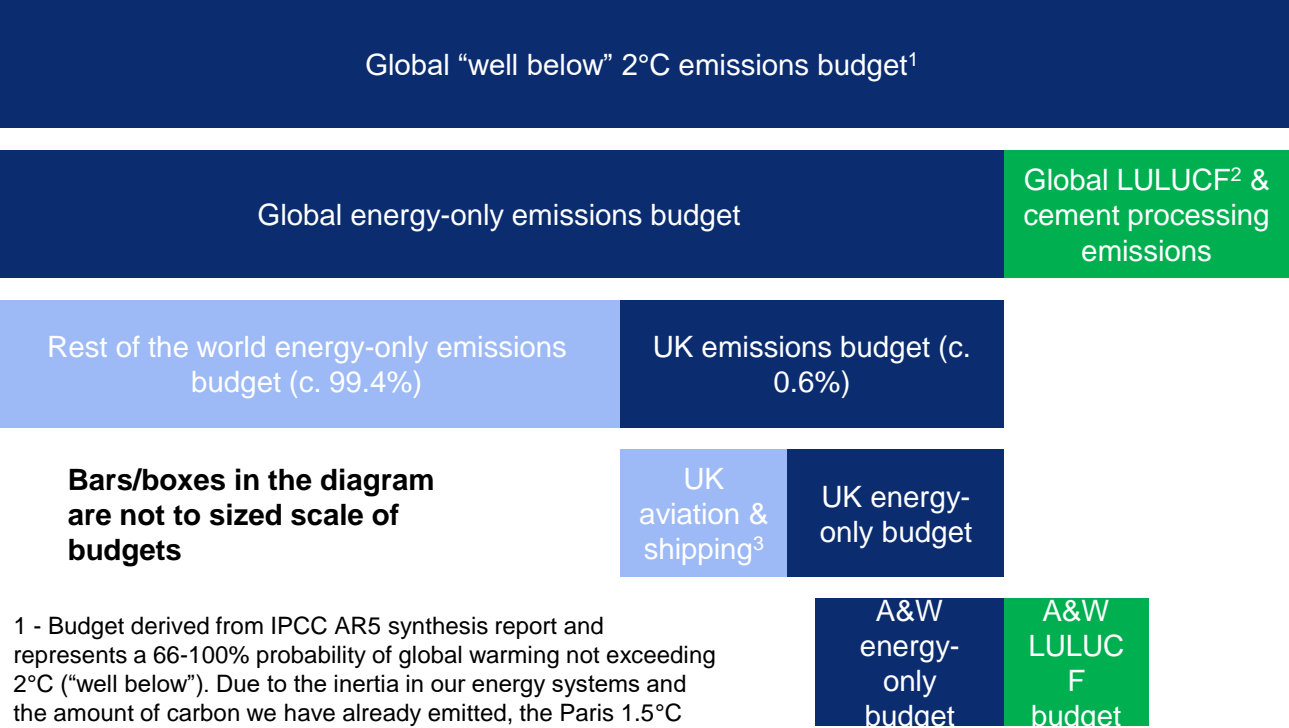 Global “well below” 2°C emissions budget¹
Global energy-only emissions budget
Global LULUCF² &
cement processing
emissions
Rest of the world energy-only emissions
budget (c. 99.4%)
UK emissions budget (c.
0.6%)
Bars/boxes in the diagram
are not to sized scale of
budgets
UK
aviation &
shipping³
UK energy-
only budget
1 - Budget derived from IPCC AR5 synthesis report and
represents a 66-100% probability of global warming not exceeding
2°C (“well below”). Due to the inertia in our energy systems and
the amount of carbon we have already emitted, the Paris 1.5°C
A&W
energy-
only
budget
A&W
LULUC
F
budget